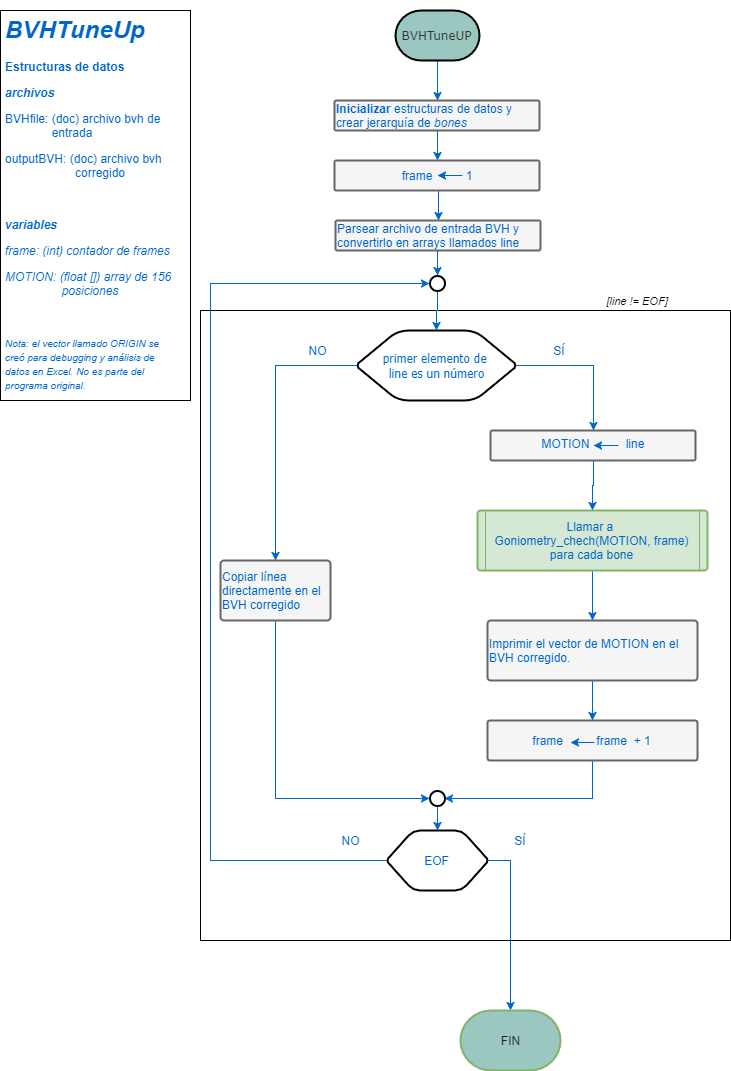 BVHTuneUp
Estructuras de datos
archivos
BVHfile: (doc) archivo bvh de
entrada
outputBVH: (doc) archivo bvh
corregido
variables
frame: (int) contador de frames
MOTION: (float []) array de 156
posiciones
Nota: el vector llamado ORIGIN se
creó para debugging y análisis de
datos en Excel. No es parte del
programa original.
BVHTuneUP
Inicializar estructuras de datos y
crear jerarquía de bones
frame 1
Parsear archivo de entrada BVH y
convertirlo en arrays llamados line
[line != EOF]
NO
primer elemento de
line es un número
SÍ
MOTION line
Llamar a
Goniometry_chech(MOTION, frame)
para cada bone
Copiar línea
directamente en el
BVH corregido
Imprimir el vector de MOTION en el
BVH corregido.
frame frame + 1
NO
EOF
SÍ
FIN